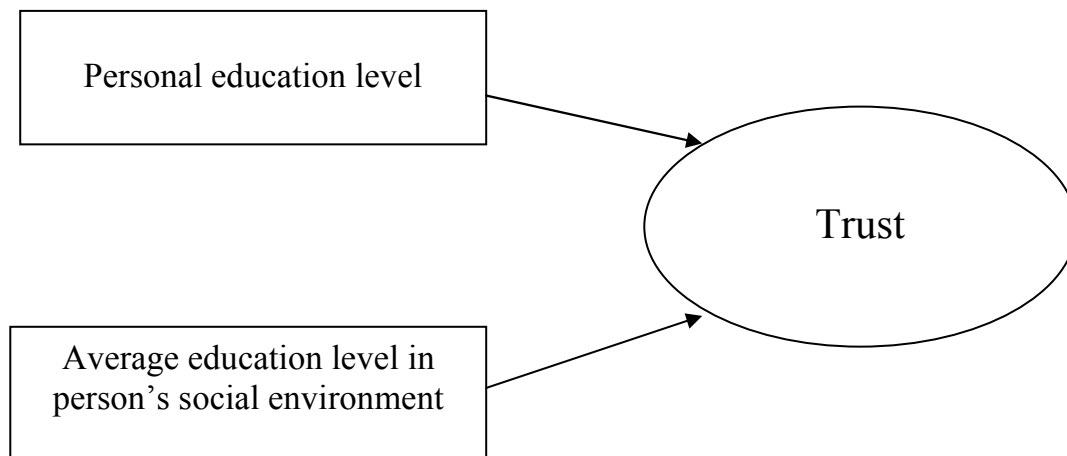 Personal education level
Trust
Average education level in
person’s social environment